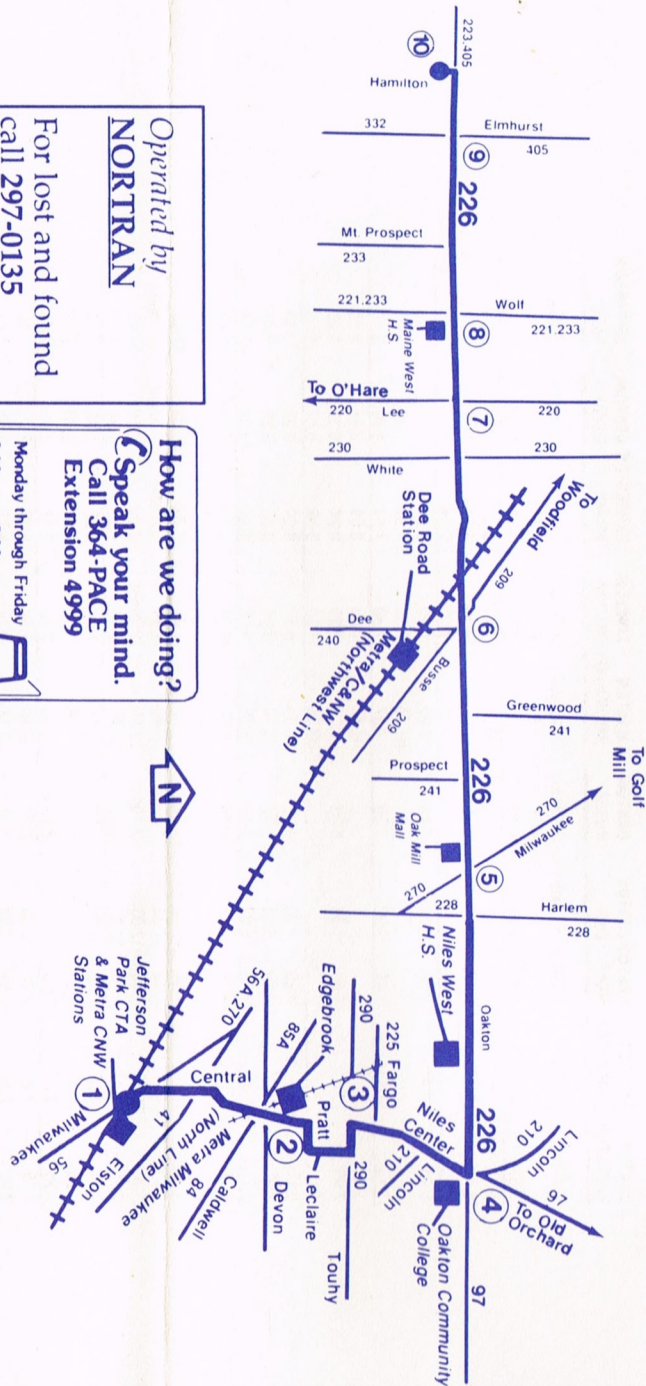 223.405
10
Hamilton
332
Elmhurst
405
9
226
Mt. Prospect
233
221.233
Wolf
221.233
8
Maine West
H.S.
To O'Hare
220
Lee
220
7
230
White
230
To
Woodfield
209
Dee Road
Station
6
Dee
240
Metra/C&NW
(Northwest Line)
Busse
209
Greenwood
241
226
Prospect
241
To Golf
Mill
270
Milwaukee
Oak Mill
Mall
5
270
228
Harlem
228
Niles West
H.S.
Oakton
226
Lincoln
210
97
To Old
Orchard
4
Oakton Community
College
97
Niles
Center
Lincoln
210
225 Fargo
290
3
290
Touhy
Edgebrook
85A
Pratt
Leclaire
56A.270
2
Devon
Central
Caldwell
84
Metra Milwaukee
(North Line)
41
Elston
Jefferson
Park CTA
& Metra CNW
Stations
1
Milwaukee
56
N
Operated by
NORTRAN
For lost and found
call 297-0135
How are we doing?
Speak your mind.
Call 364-PACE
Extension 4999
Monday through Friday